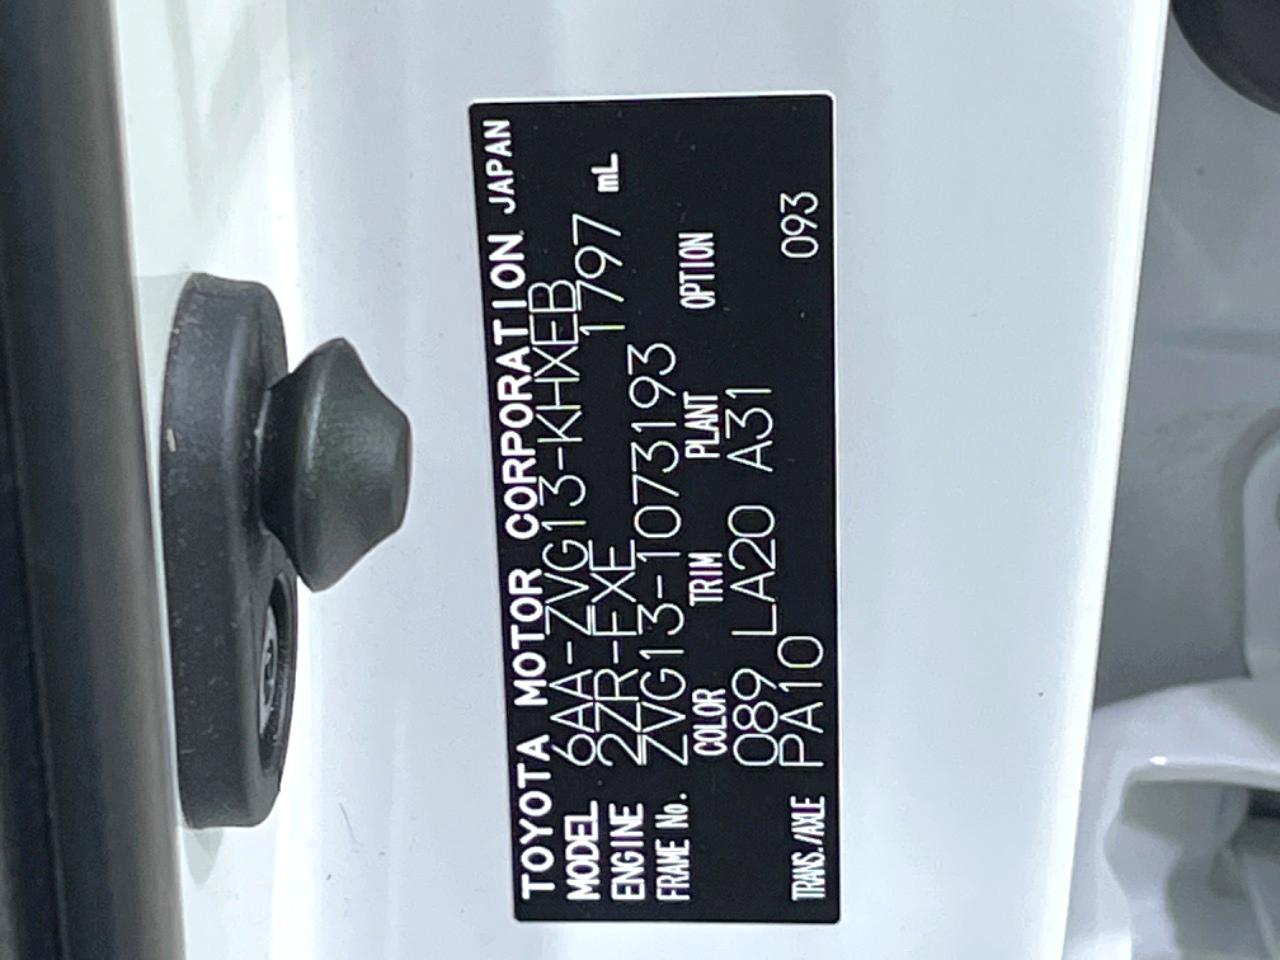 TOYOTA MOTOR CORPORATION JAPAN
MODEL 6AA-ZVG13-KHXEB
ENGINE 2ZR-FXE 1797 mL
FRAME No. ZVG13-1073193
COLOR TRIM PLANT OPTION
089 LA20 A31
TRANS./AXLE PA10 093